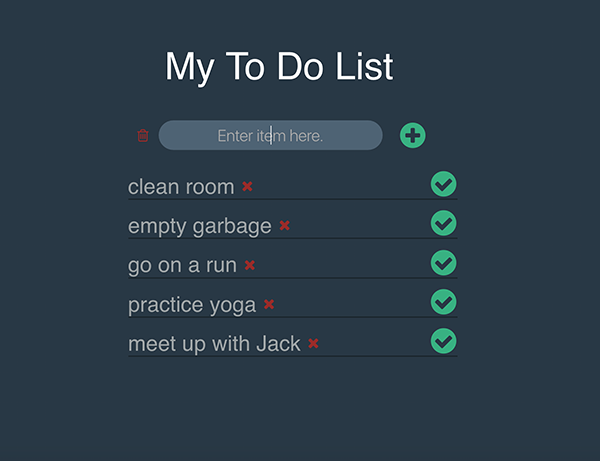 My To Do List
Enter item here.
clean room
empty garbage
go on a run
practice yoga
meet up with Jack